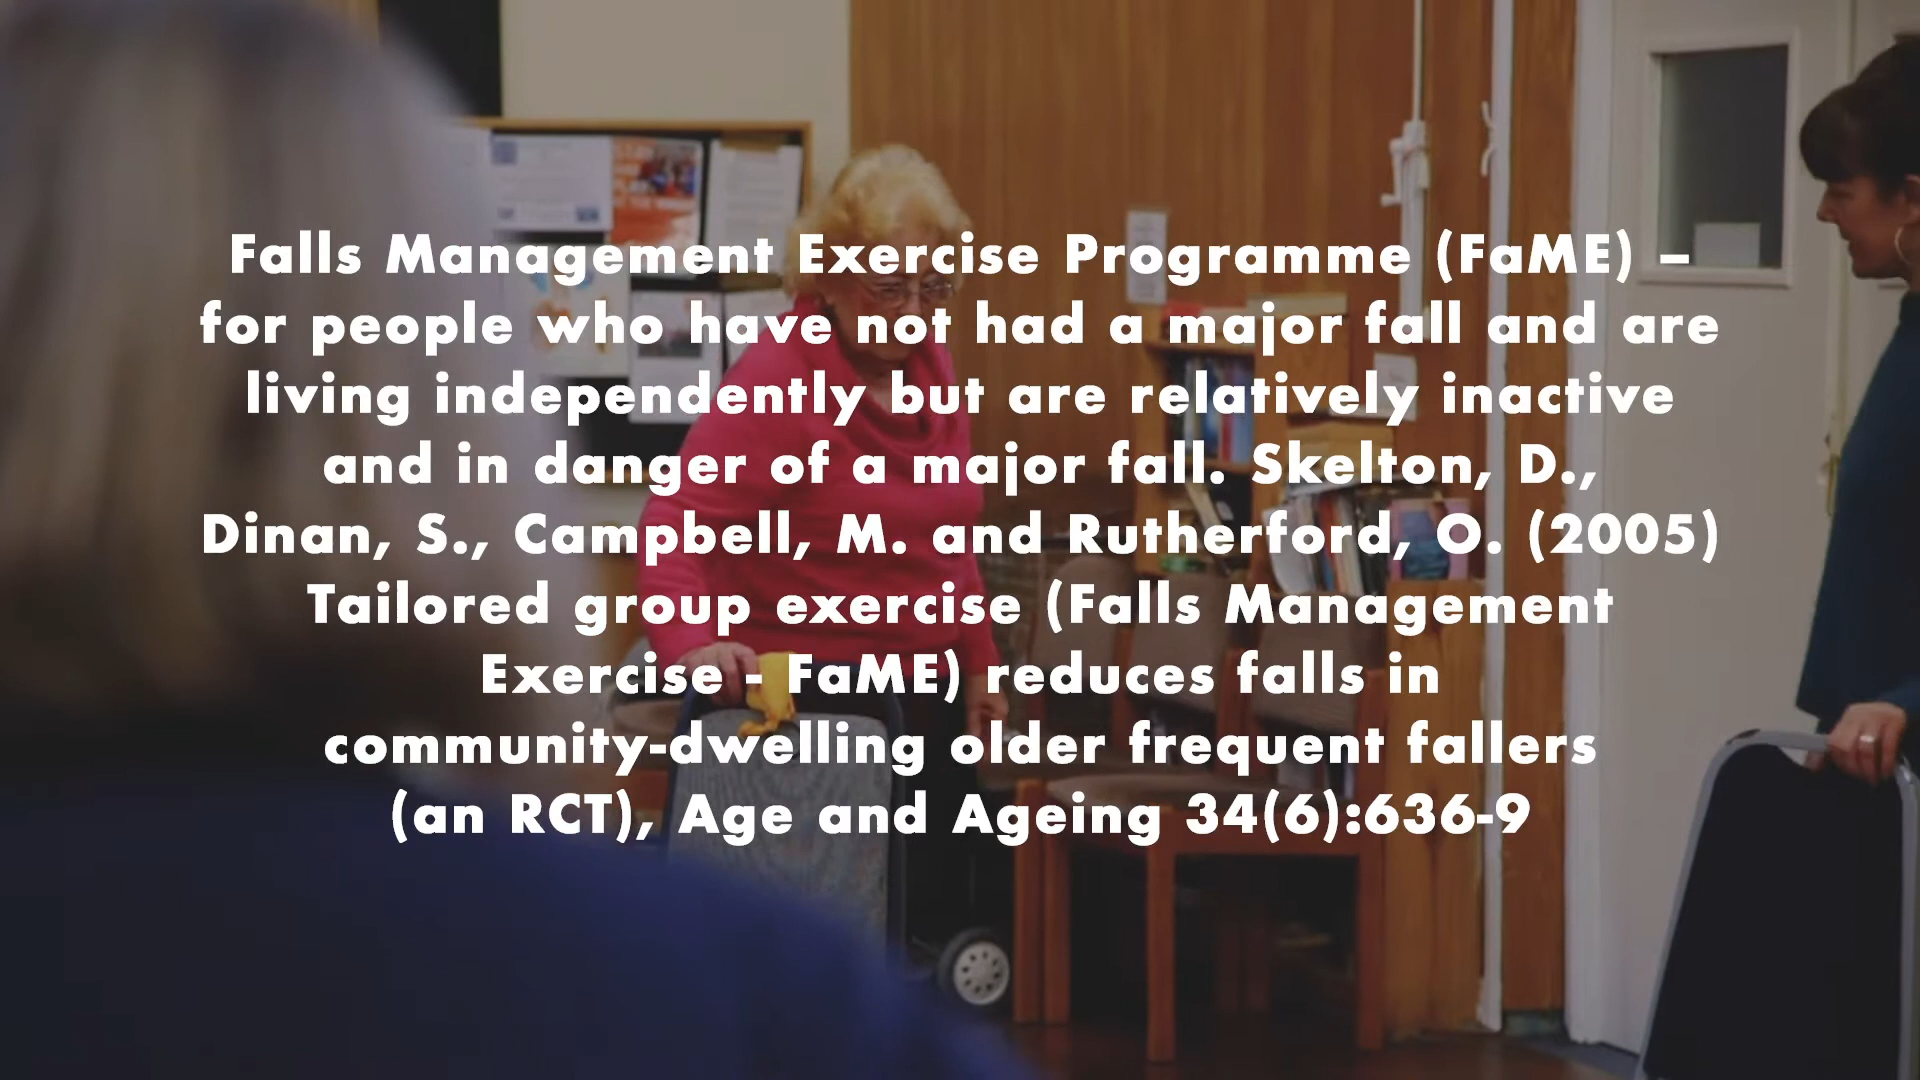 Falls Management Exercise Programme (FaME) –
for people who have not had a major fall and are
living independently but are relatively inactive
and in danger of a major fall. Skelton, D.,
Dinan, S., Campbell, M. and Rutherford, O. (2005)
Tailored group exercise (Falls Management
Exercise - FaME) reduces falls in
community-dwelling older frequent fallers
(an RCT), Age and Ageing 34(6):636-9